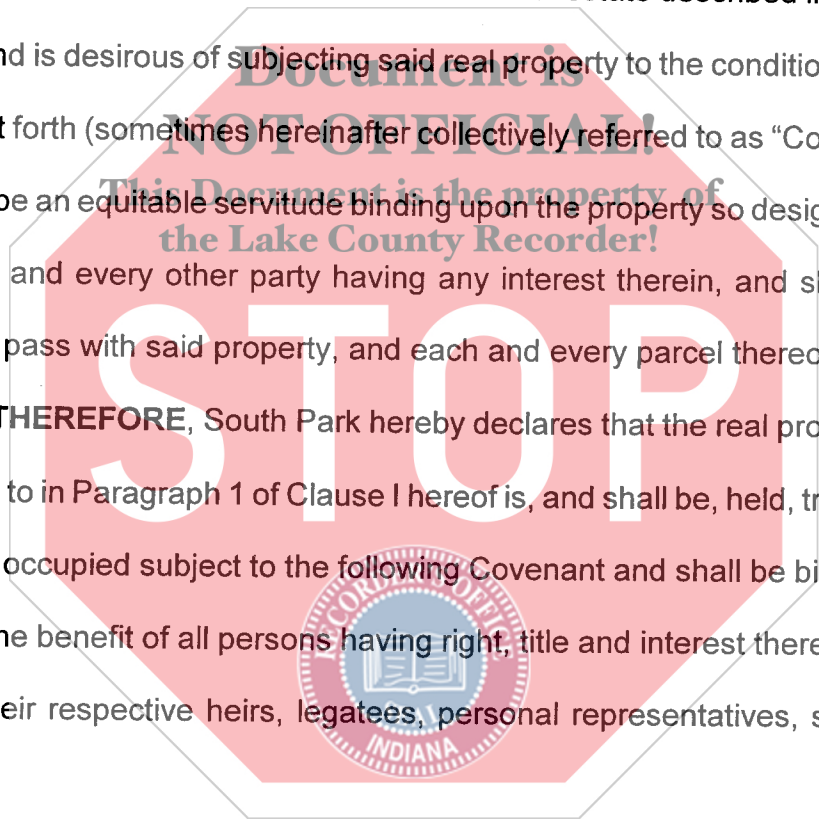 described i
nd is desirous of subjecting said real property to the conditio
Document is
t forth (sometimes hereinafter collectively referred to as “Co
NOT OFFICIAL!
be an equitable servitude binding upon the property so desig
This Document is the property of
the Lake County Recorder!
and every other party having any interest therein, and s
pass with said property, and each and every parcel thereo
STOP
THEREFORE, South Park hereby declares that the real pro
to in Paragraph 1 of Clause I hereof is, and shall be, held, tr
occupied subject to the following Covenant and shall be bi
RECORDER'S OFFICE
he benefit of all persons having right, title and interest there
SEAL
eir respective heirs, legatees, personal representatives, s
INDIANA